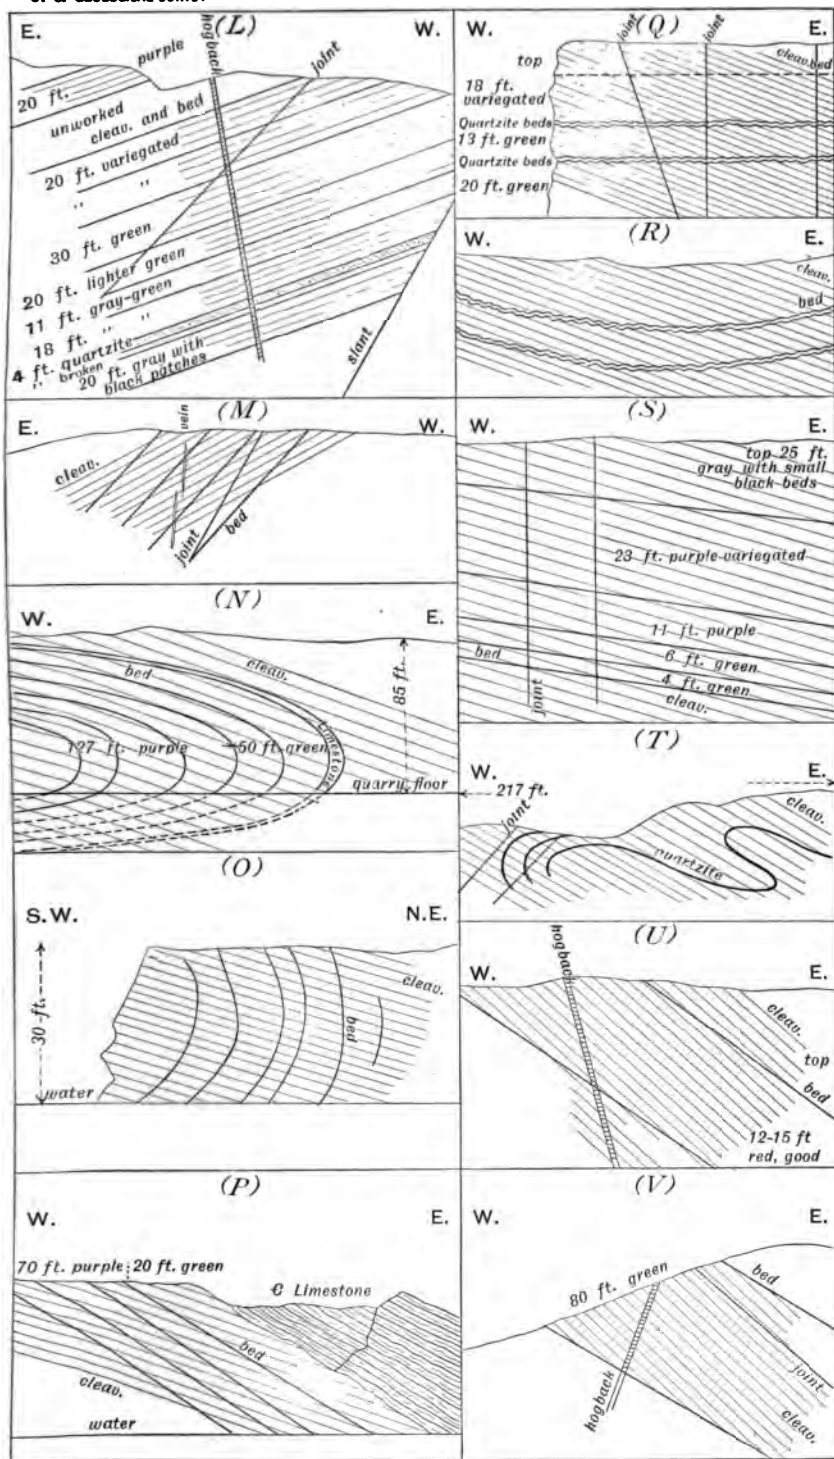 (L)
E.
W.
purple
hogback
joint
20 ft.
unworked
cleav. and bed
20 ft. variegated
„ „
30 ft. green
20 ft. lighter green
11 ft. gray-green
18 ft. „ „
4 ft. quartzite
„ broken
20 ft. gray with
black patches
slant
(M)
E.
W.
vein
cleav.
joint
bed
(N)
W.
E.
bed
cleav.
85 ft.
127 ft. purple
50 ft. green
Limestone
quarry floor
(O)
S.W.
N.E.
30 ft.
cleav.
bed
water
(P)
W.
E.
70 ft. purple
20 ft. green
Є Limestone
bed
cleav.
water
(Q)
W.
E.
joint
joint
top
cleav.
bed
18 ft.
variegated
Quartzite beds
13 ft. green
Quartzite beds
20 ft. green
(R)
W.
E.
cleav.
bed
(S)
W.
E.
top 25 ft.
gray with small
black beds
23 ft. purple-variegated
11 ft. purple
6 ft. green
bed
4 ft. green
cleav.
joint
(T)
W.
E.
217 ft.
joint
cleav.
quartzite
(U)
hogback
W.
E.
cleav.
top
bed
12-15 ft
red, good
(V)
W.
E.
80 ft. green
bed
joint
hogback
cleav.